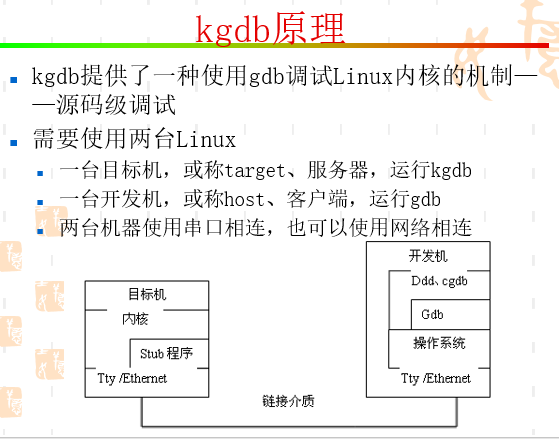 kgdb原理
kgdb提供了一种使用gdb调试Linux内核的机制—
—源码级调试
需要使用两台Linux
一台目标机，或称target、服务器，运行kgdb
一台开发机，或称host、客户端，运行gdb
两台机器使用串口相连，也可以使用网络相连
目标机
内核
Stub 程序
Tty /Ethernet
开发机
Ddd、cgdb
Gdb
操作系统
Tty /Ethernet
链接介质